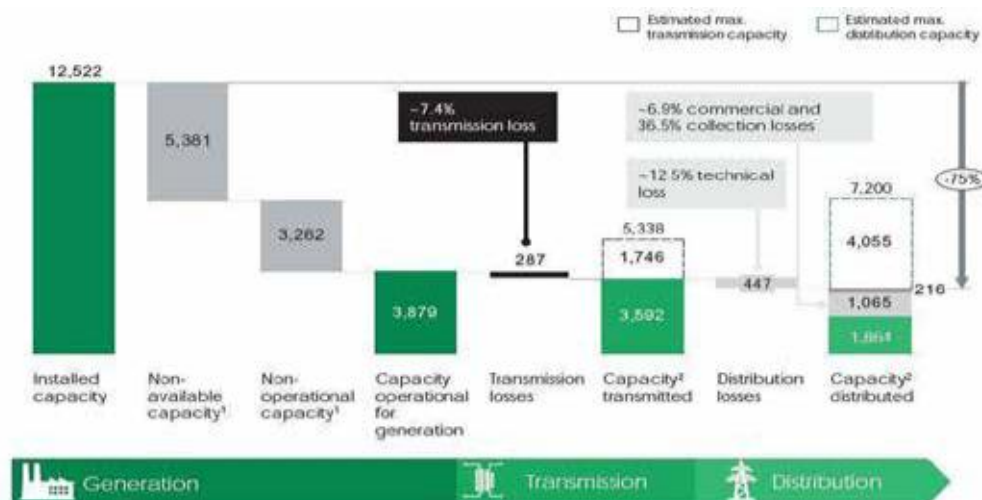 Estimated max.
transmission capacity
Estimated max.
distribution capacity
12,522
5,381
3,262
3,879
~7.4%
transmission loss
287
5,338
1,746
3,592
~6.9% commercial and
36.5% collection losses
~12.5% technical
loss
447
7,200
4,055
216
1,065
1,864
-75%
Installed
capacity
Non-
available
capacity¹
Non-
operational
capacity¹
Capacity
operational
for
generation
Transmission
losses
Capacity²
transmitted
Distribution
losses
Capacity²
distributed
Generation
Transmission
Distribution